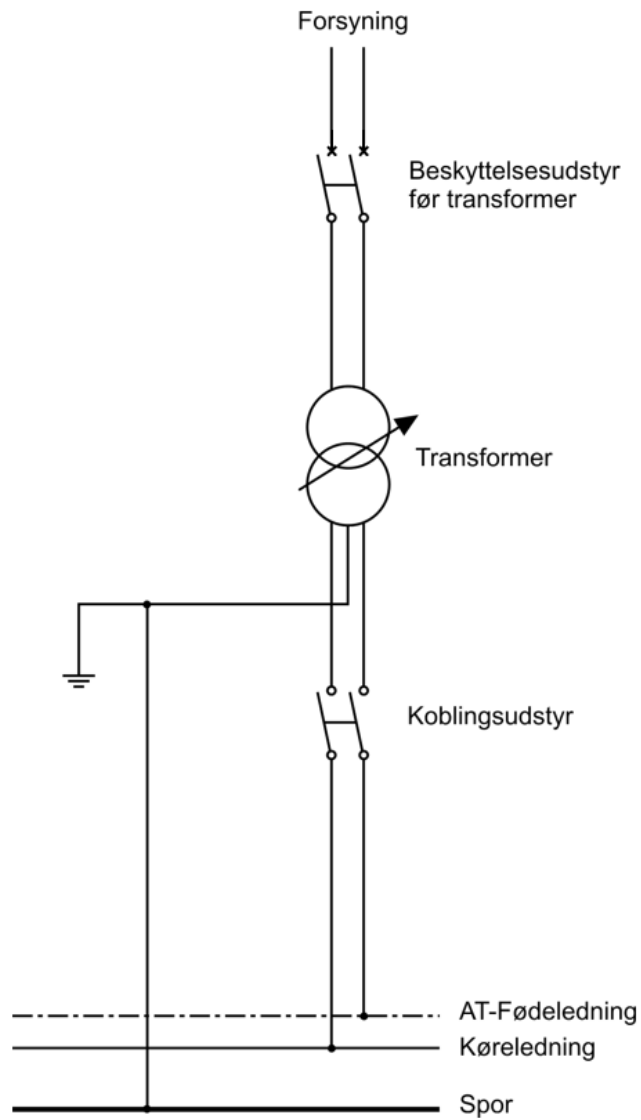 Forsyning
Beskyttelsesudstyr
før transformer
Transformer
Koblingsudstyr
AT-Fødeledning
Køreledning
Spor